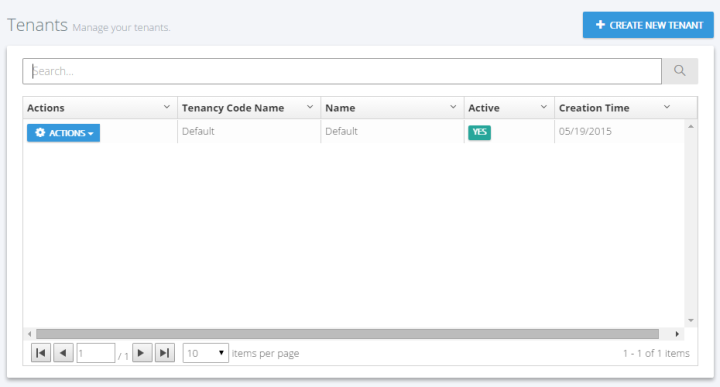 Tenants Manage your tenants.
+ CREATE NEW TENANT
Search...
Actions Tenancy Code Name Name Active Creation Time
ACTIONS Default Default YES 05/19/2015
1 / 1 10 items per page 1 - 1 of 1 items